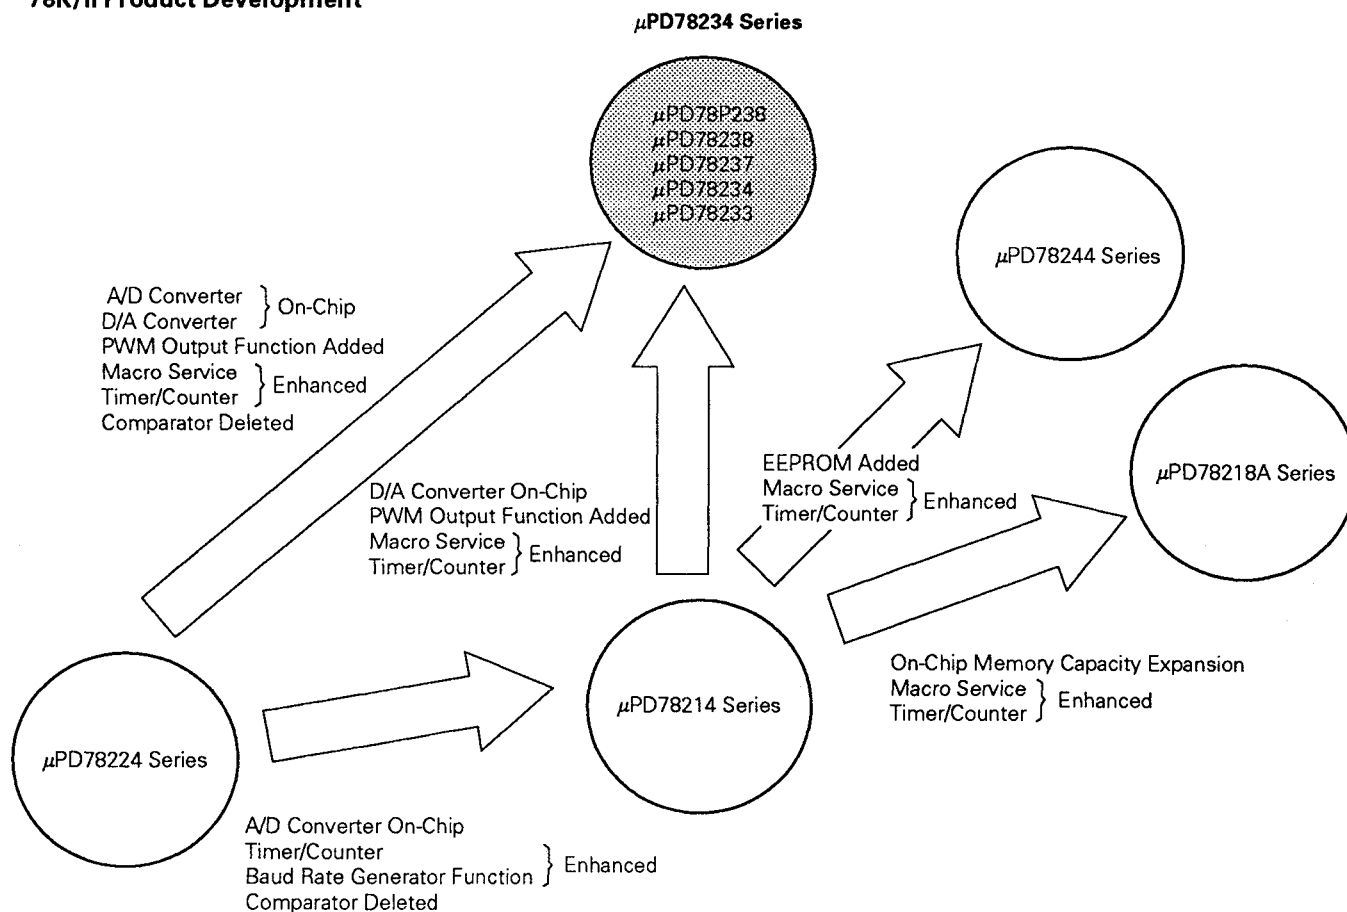 78K/II Product Development
μPD78234 Series
μPD78P238
μPD78238
μPD78237
μPD78234
μPD78233
μPD78244 Series
A/D Converter
D/A Converter } On-Chip
PWM Output Function Added
Macro Service
Timer/Counter } Enhanced
Comparator Deleted
μPD78218A Series
EEPROM Added
Macro Service
Timer/Counter } Enhanced
D/A Converter On-Chip
PWM Output Function Added
Macro Service
Timer/Counter } Enhanced
On-Chip Memory Capacity Expansion
Macro Service
Timer/Counter } Enhanced
μPD78214 Series
μPD78224 Series
A/D Converter On-Chip
Timer/Counter
Baud Rate Generator Function } Enhanced
Comparator Deleted